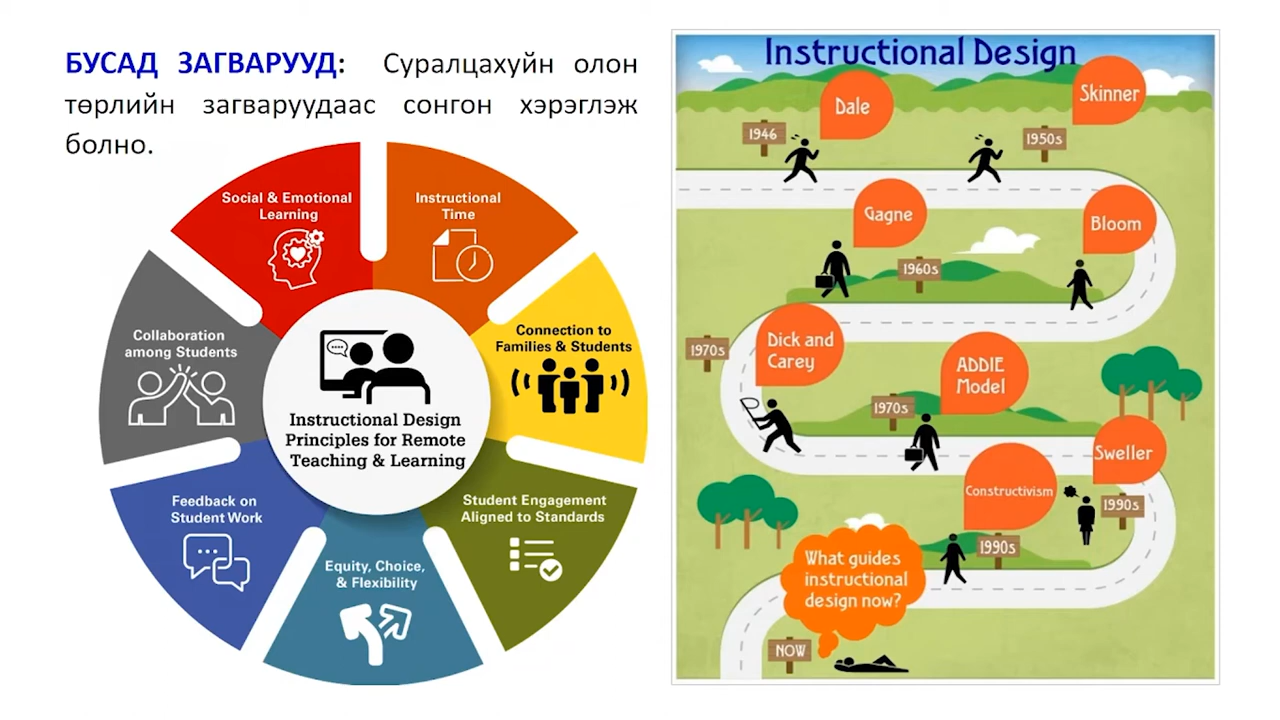 БУСАД ЗАГВАРУУД: Суралцахуйн олон
төрлийн загваруудаас сонгон хэрэглэж
болно.
Social & Emotional
Learning
Instructional
Time
Connection to
Families & Students
Student Engagement
Aligned to Standards
Equity, Choice,
& Flexibility
Feedback on
Student Work
Collaboration
among Students
Instructional Design
Principles for Remote
Teaching & Learning
Instructional Design
Dale
1946
Skinner
1950s
Gagne
1960s
Bloom
1970s
Dick and
Carey
ADDIE
Model
1970s
Sweller
1990s
Constructivism
1990s
What guides
instructional
design now?
NOW